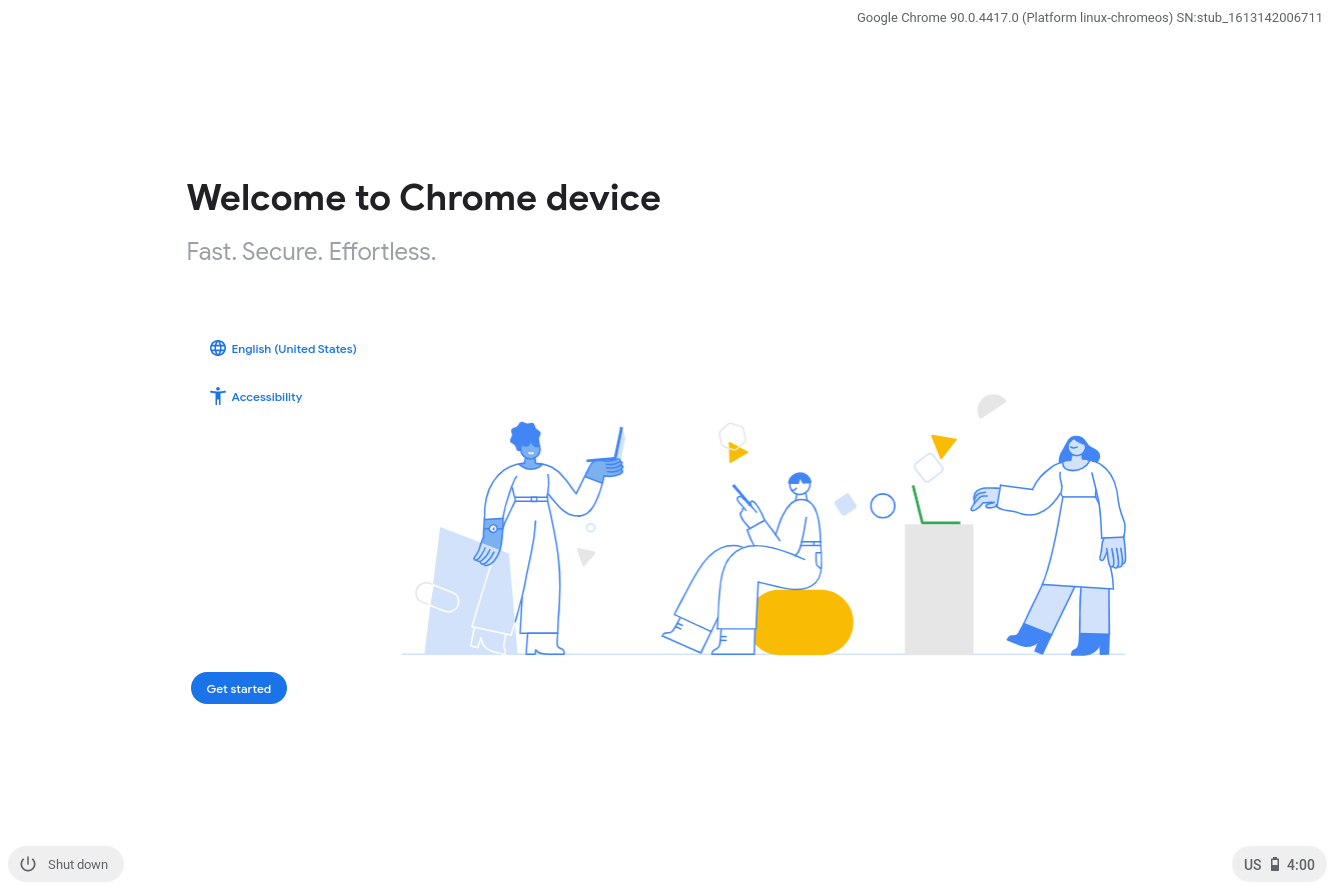 Google Chrome 90.0.4417.0 (Platform linux-chromeos) SN:stub_1613142006711
Welcome to Chrome device
Fast. Secure. Effortless.
English (United States)
Accessibility
Get started
Shut down
US 4:00